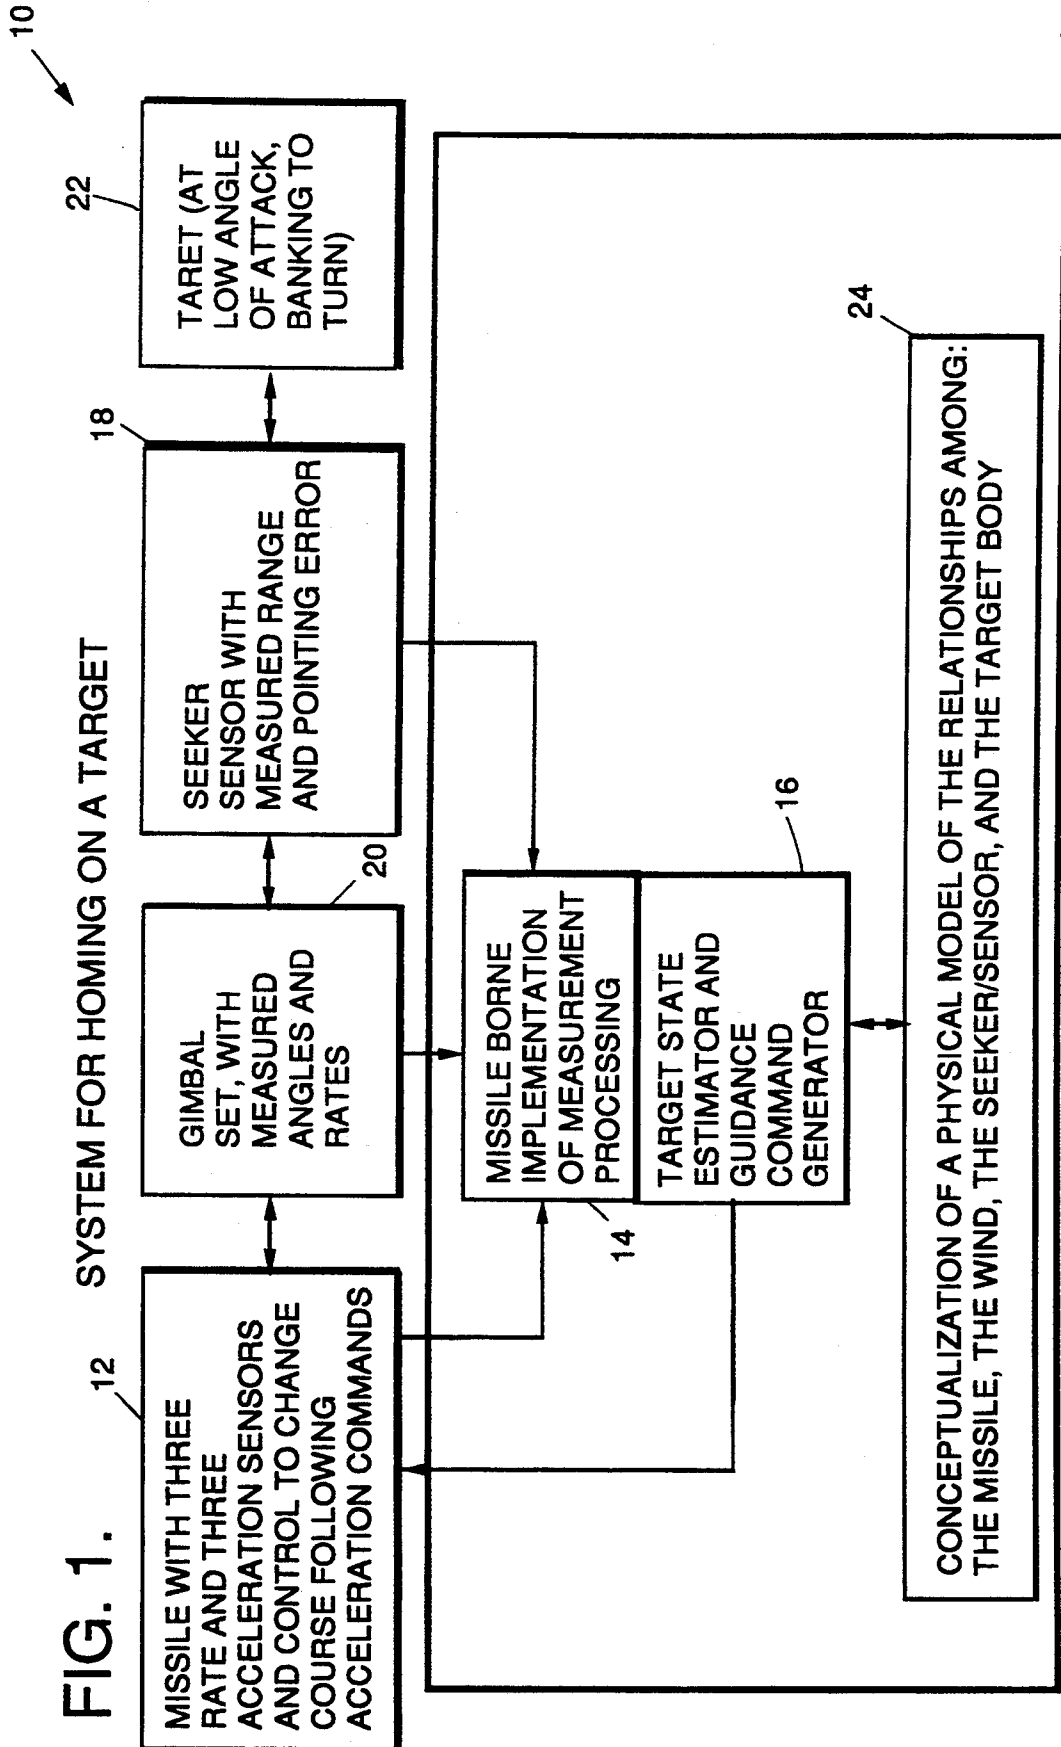 FIG. 1.
SYSTEM FOR HOMING ON A TARGET
10
12
MISSILE WITH THREE
RATE AND THREE
ACCELERATION SENSORS
AND CONTROL TO CHANGE
COURSE FOLLOWING
ACCELERATION COMMANDS
GIMBAL
SET, WITH
MEASURED
ANGLES AND
RATES
20
18
SEEKER
SENSOR WITH
MEASURED RANGE
AND POINTING ERROR
22
TARET (AT
LOW ANGLE
OF ATTACK,
BANKING TO
TURN)
MISSILE BORNE
IMPLEMENTATION
OF MEASUREMENT
PROCESSING
14
TARGET STATE
ESTIMATOR AND
GUIDANCE
COMMAND
GENERATOR
16
24
CONCEPTUALIZATION OF A PHYSICAL MODEL OF THE RELATIONSHIPS AMONG:
THE MISSILE, THE WIND, THE SEEKER/SENSOR, AND THE TARGET BODY